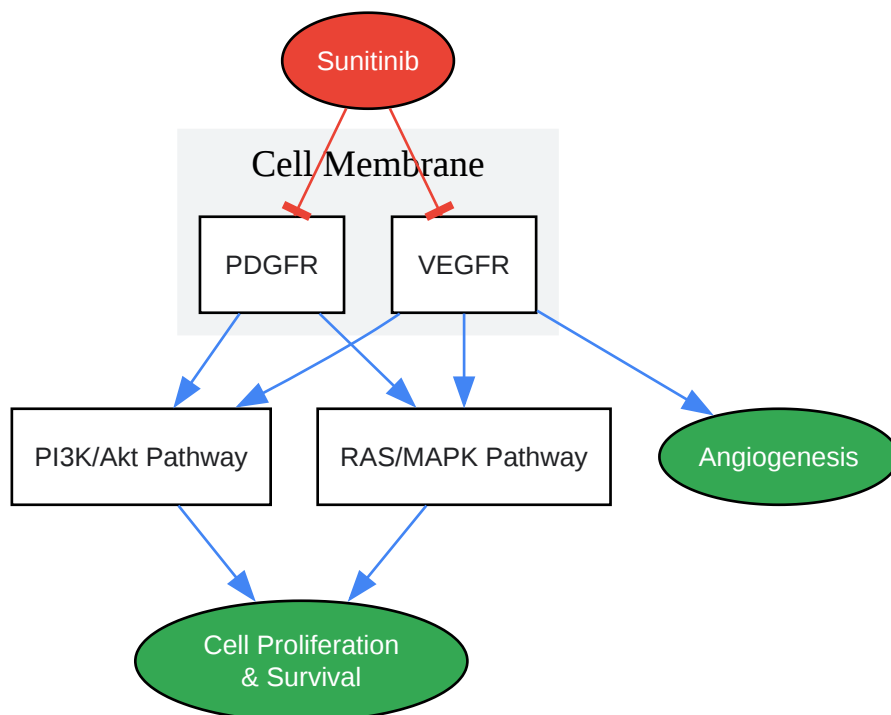 Sunitinib
Cell Membrane
PDGFR
VEGFR
PI3K/Akt Pathway
RAS/MAPK Pathway
Angiogenesis
Cell Proliferation
& Survival